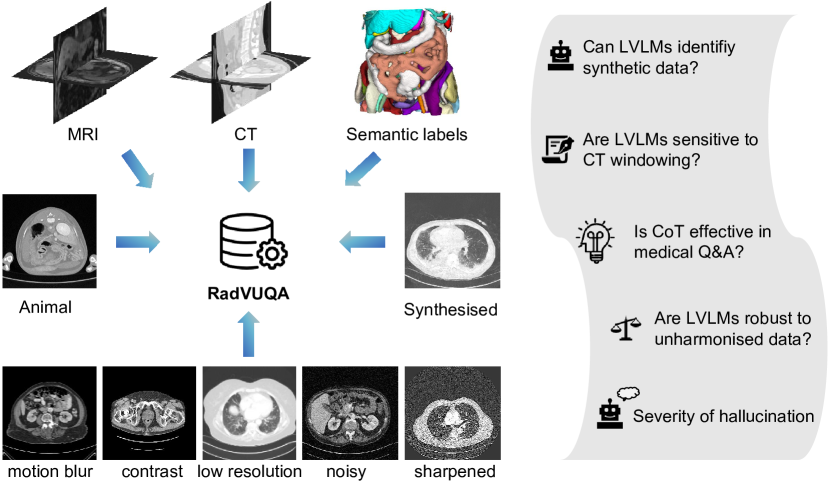 MRI
CT
Semantic labels
Animal
RadVUQA
Synthesised
motion blur
contrast
low resolution
noisy
sharpened
Can LVLMs identifiy
synthetic data?
Are LVLMs sensitive to
CT windowing?
Is CoT effective in
medical Q&A?
Are LVLMs robust to
unharmonised data?
Severity of hallucination